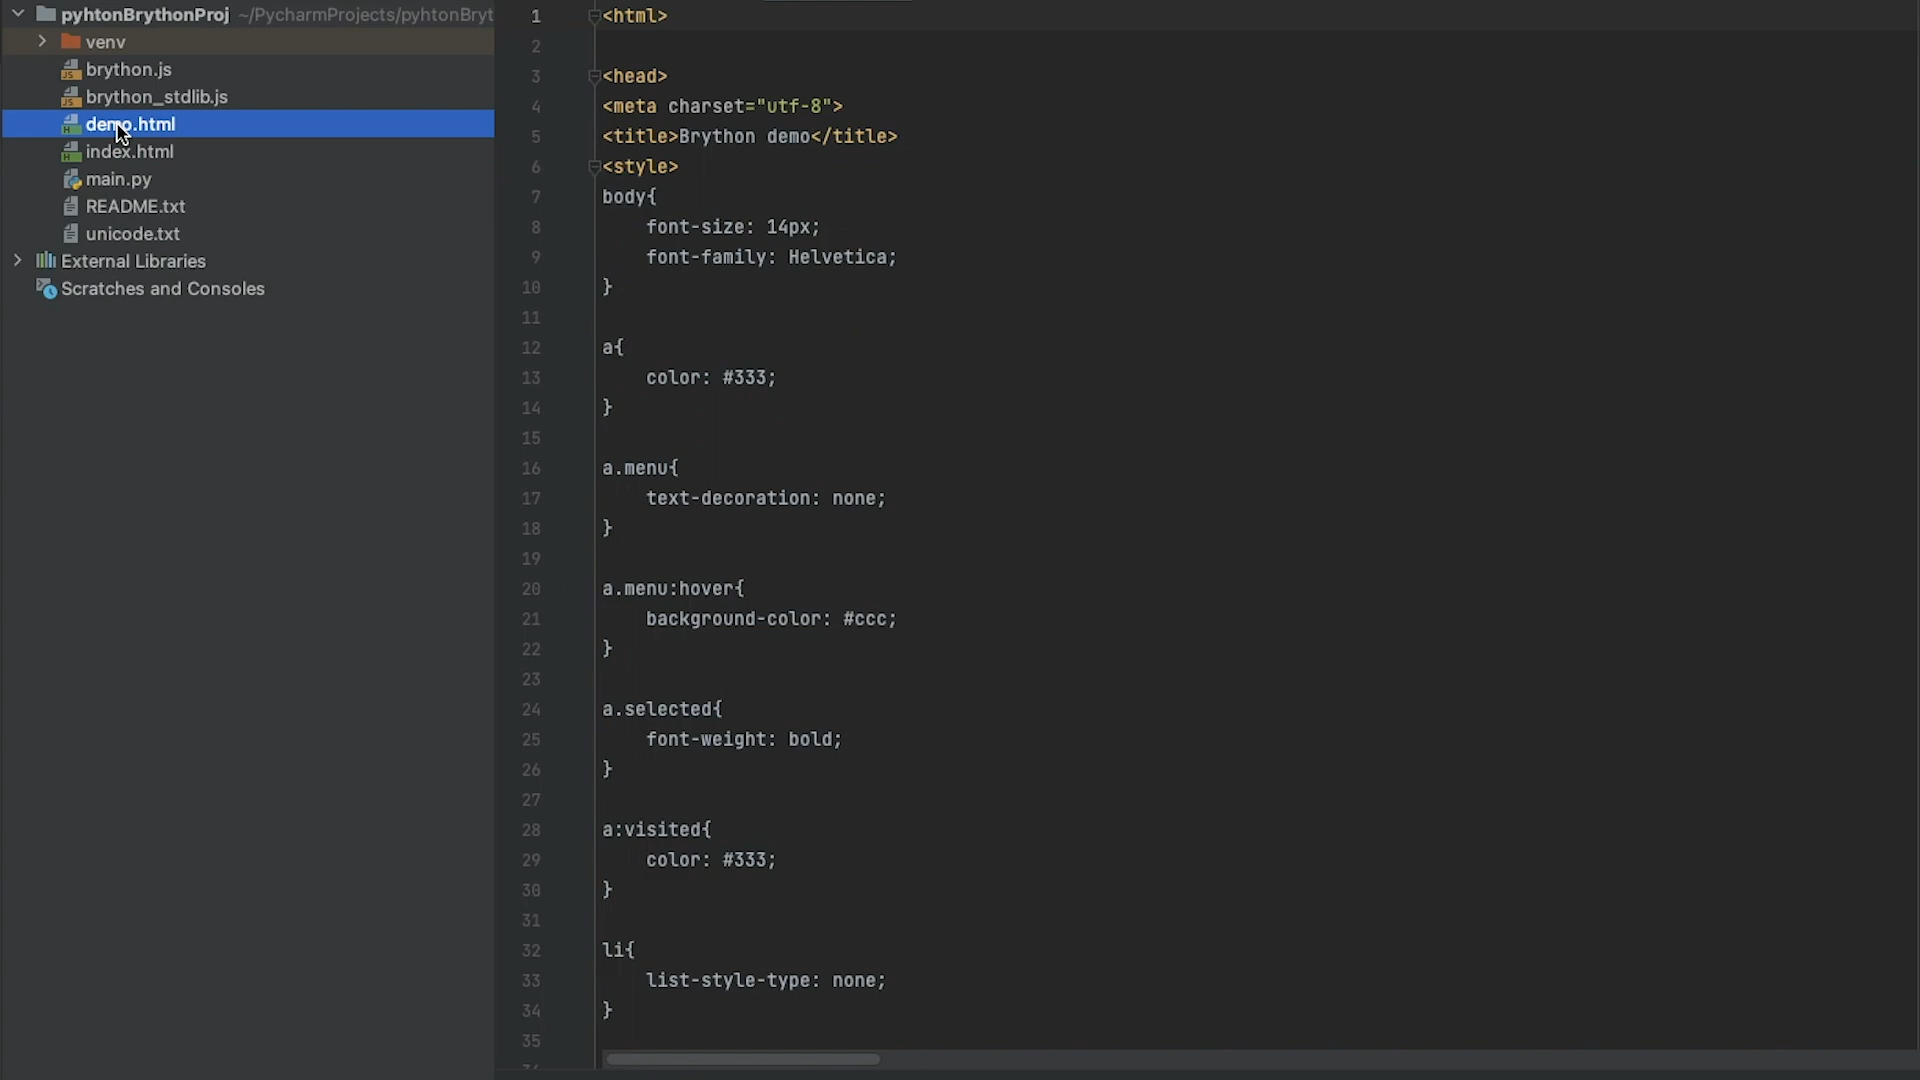 pyhtonBrythonProj ~/PycharmProjects/pyhtonBryt
venv
brython.js
brython_stdlib.js
demo.html
index.html
main.py
README.txt
unicode.txt
External Libraries
Scratches and Consoles
1 <html>
2
3 <head>
4 <meta charset="utf-8">
5 <title>Brython demo</title>
6 <style>
7 body{
8 font-size: 14px;
9 font-family: Helvetica;
10 }
11
12 a{
13 color: #333;
14 }
15
16 a.menu{
17 text-decoration: none;
18 }
19
20 a.menu:hover{
21 background-color: #ccc;
22 }
23
24 a.selected{
25 font-weight: bold;
26 }
27
28 a:visited{
29 color: #333;
30 }
31
32 li{
33 list-style-type: none;
34 }
35